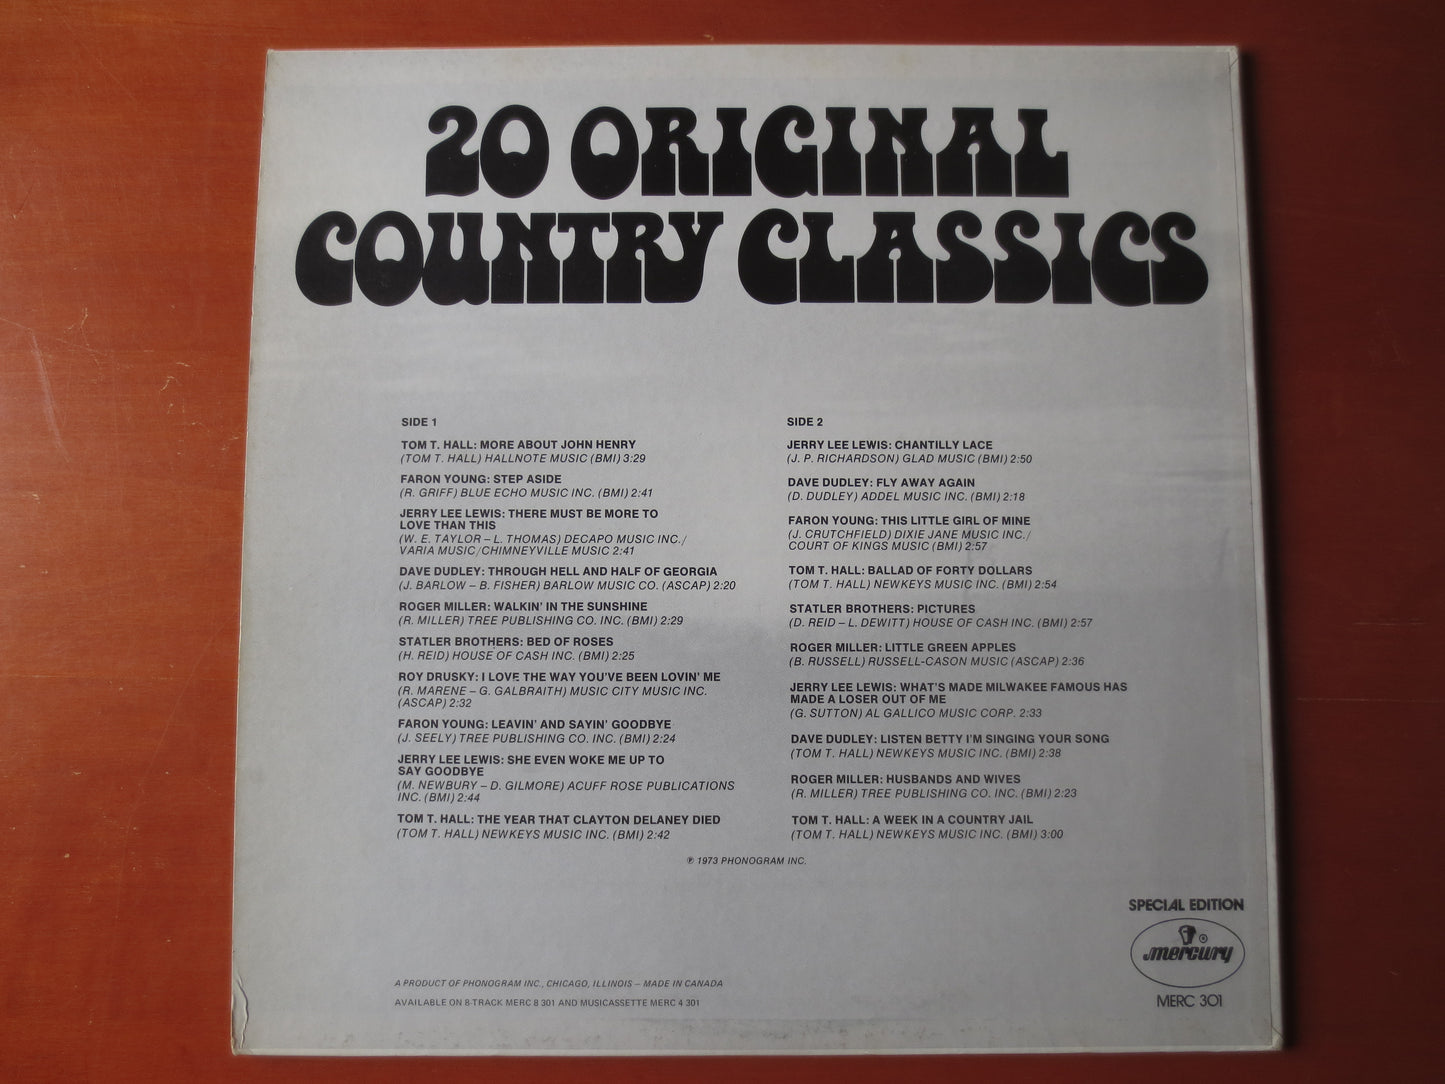 20 ORIGINAL
COUNTRY CLASSICS
SIDE 1
TOM T. HALL: MORE ABOUT JOHN HENRY
(TOM T. HALL) HALLNOTE MUSIC (BMI) 3:29
FARON YOUNG: STEP ASIDE
(R. GRIFF) BLUE ECHO MUSIC INC. (BMI) 2:41
JERRY LEE LEWIS: THERE MUST BE MORE TO
LOVE THAN THIS
(W. E. TAYLOR – L. THOMAS) DECAPO MUSIC INC./
VARIA MUSIC/CHIMNEYVILLE MUSIC 2:41
DAVE DUDLEY: THROUGH HELL AND HALF OF GEORGIA
(J. BARLOW – B. FISHER) BARLOW MUSIC CO. (ASCAP) 2:20
ROGER MILLER: WALKIN' IN THE SUNSHINE
(R. MILLER) TREE PUBLISHING CO. INC. (BMI) 2:29
STATLER BROTHERS: BED OF ROSES
(H. REID) HOUSE OF CASH INC. (BMI) 2:25
ROY DRUSKY: I LOVE THE WAY YOU'VE BEEN LOVIN' ME
(R. MARENE – G. GALBRAITH) MUSIC CITY MUSIC INC.
(ASCAP) 2:32
FARON YOUNG: LEAVIN' AND SAYIN' GOODBYE
(J. SEELY) TREE PUBLISHING CO. INC. (BMI) 2:24
JERRY LEE LEWIS: SHE EVEN WOKE ME UP TO
SAY GOODBYE
(M. NEWBURY – D. GILMORE) ACUFF ROSE PUBLICATIONS
INC. (BMI) 2:44
TOM T. HALL: THE YEAR THAT CLAYTON DELANEY DIED
(TOM T. HALL) NEWKEYS MUSIC INC. (BMI) 2:42
SIDE 2
JERRY LEE LEWIS: CHANTILLY LACE
(J. P. RICHARDSON) GLAD MUSIC (BMI) 2:50
DAVE DUDLEY: FLY AWAY AGAIN
(D. DUDLEY) ADDEL MUSIC INC. (BMI) 2:18
FARON YOUNG: THIS LITTLE GIRL OF MINE
(J. CRUTCHFIELD) DIXIE JANE MUSIC INC./
COURT OF KINGS MUSIC (BMI) 2:57
TOM T. HALL: BALLAD OF FORTY DOLLARS
(TOM T. HALL) NEWKEYS MUSIC INC. (BMI) 2:54
STATLER BROTHERS: PICTURES
(D. REID – L. DEWITT) HOUSE OF CASH INC. (BMI) 2:57
ROGER MILLER: LITTLE GREEN APPLES
(B. RUSSELL) RUSSELL-CASON MUSIC (ASCAP) 2:36
JERRY LEE LEWIS: WHAT'S MADE MILWAKEE FAMOUS HAS
MADE A LOSER OUT OF ME
(G. SUTTON) AL GALLICO MUSIC CORP. 2:33
DAVE DUDLEY: LISTEN BETTY I'M SINGING YOUR SONG
(TOM T. HALL) NEWKEYS MUSIC INC. (BMI) 2:38
ROGER MILLER: HUSBANDS AND WIVES
(R. MILLER) TREE PUBLISHING CO. INC. (BMI) 2:23
TOM T. HALL: A WEEK IN A COUNTRY JAIL
(TOM T. HALL) NEWKEYS MUSIC INC. (BMI) 3:00
℗ 1973 PHONOGRAM INC.
SPECIAL EDITION
mercury ®
MERC 301
A PRODUCT OF PHONOGRAM INC., CHICAGO, ILLINOIS – MADE IN CANADA
AVAILABLE ON 8-TRACK MERC 8 301 AND MUSICASSETTE MERC 4 301